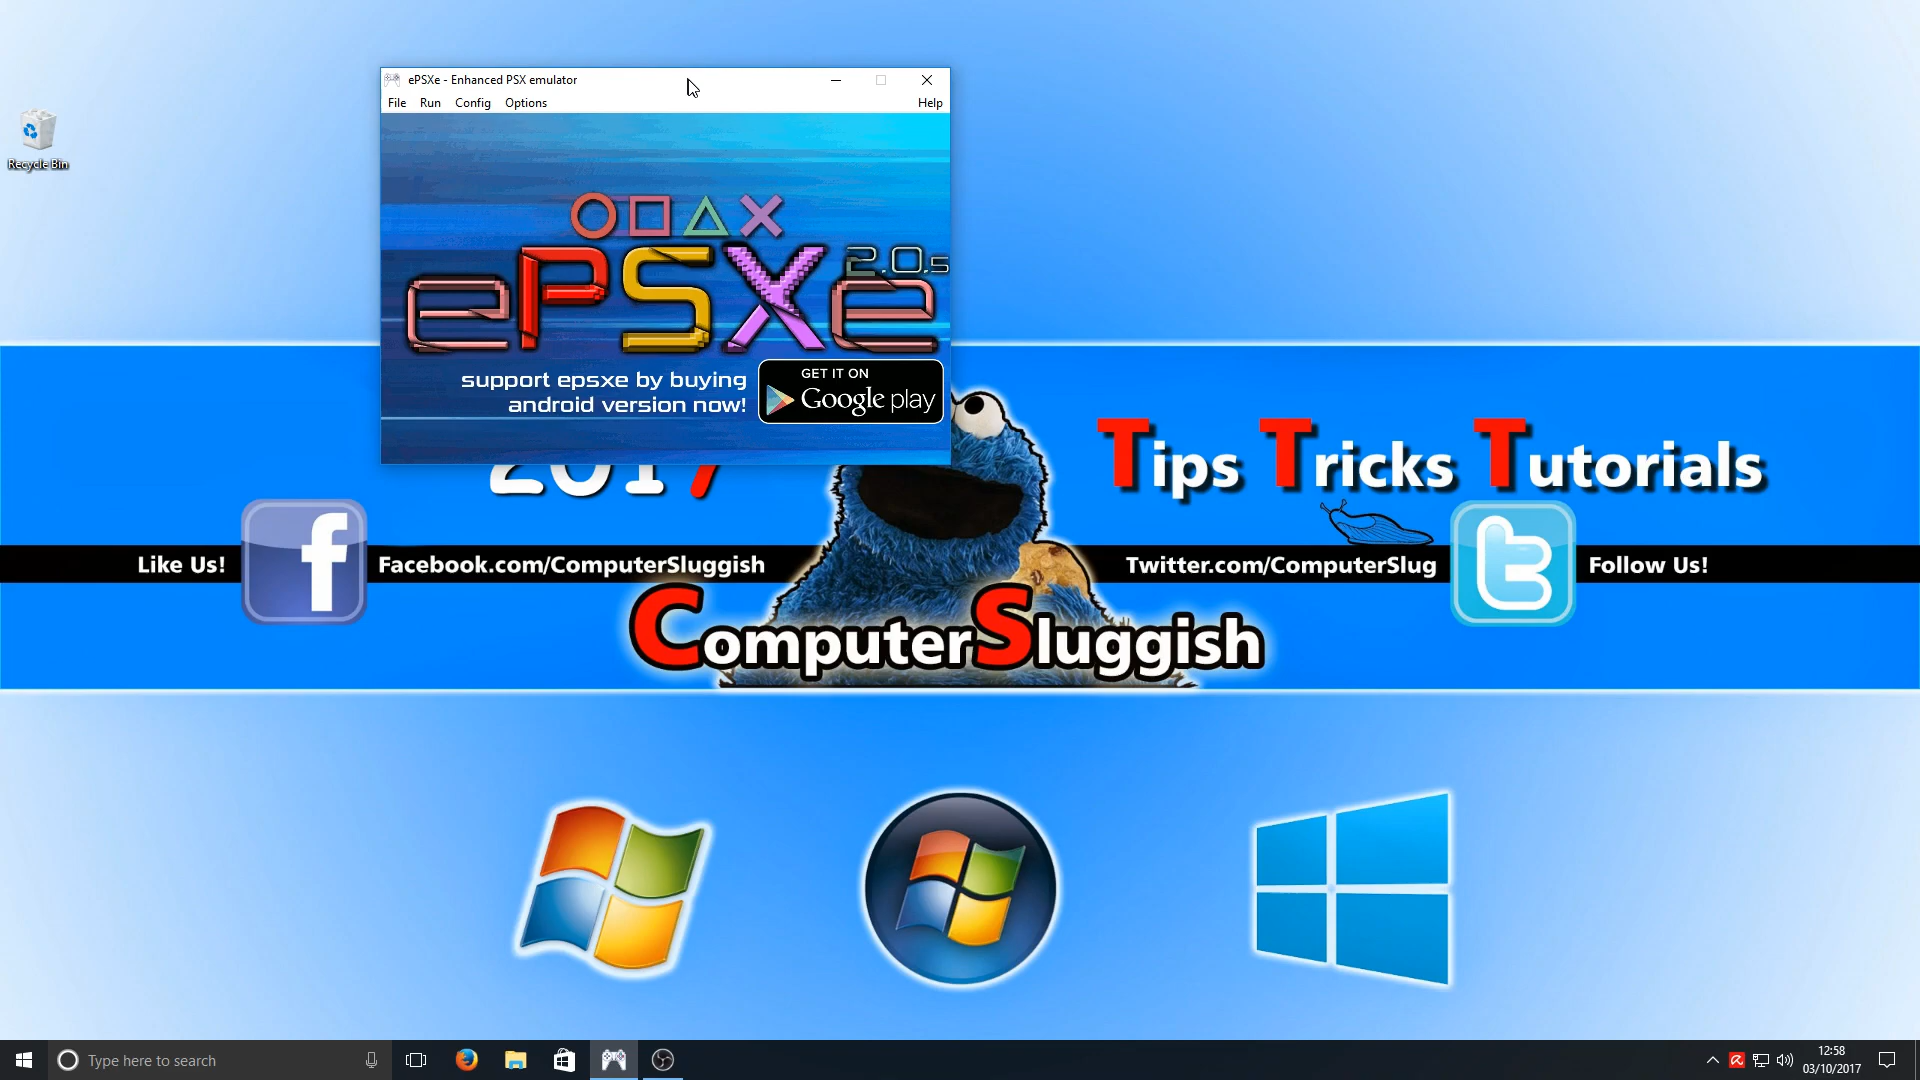 ePSXe - Enhanced PSX emulator
File Run Config Options Help
Recycle Bin
ePSXe 2.0.5
support epsxe by buying
android version now!
GET IT ON
Google play
2017
Tips Tricks Tutorials
Like Us!
f
Facebook.com/ComputerSluggish
Twitter.com/ComputerSlug
t
Follow Us!
ComputerSluggish
Type here to search
12:58
03/10/2017